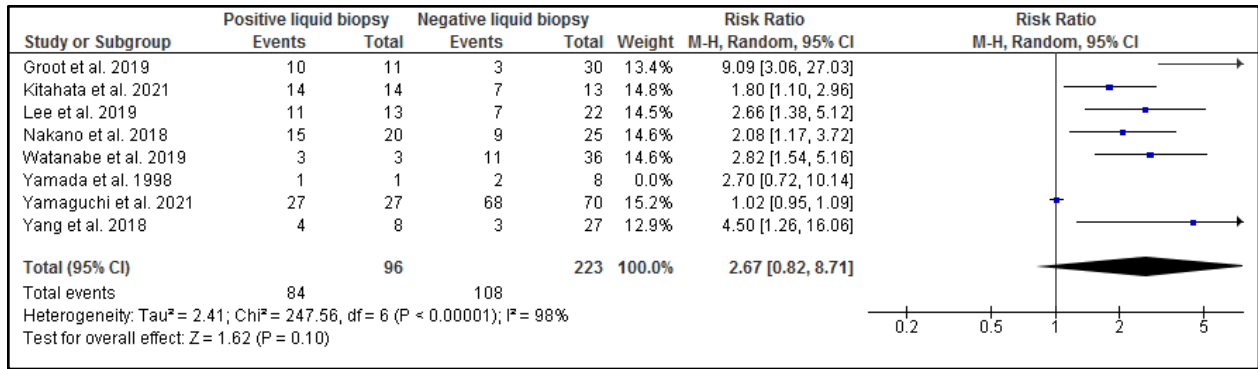 Positive liquid biopsy Negative liquid biopsy Risk Ratio Risk Ratio
Study or Subgroup Events Total Events Total Weight M-H, Random, 95% CI M-H, Random, 95% CI
Groot et al. 2019 10 11 3 30 13.4% 9.09 [3.06, 27.03]
Kitahata et al. 2021 14 14 7 13 14.8% 1.80 [1.10, 2.96]
Lee et al. 2019 11 13 7 22 14.5% 2.66 [1.38, 5.12]
Nakano et al. 2018 15 20 9 25 14.6% 2.08 [1.17, 3.72]
Watanabe et al. 2019 3 3 11 36 14.6% 2.82 [1.54, 5.16]
Yamada et al. 1998 1 1 2 8 0.0% 2.70 [0.72, 10.14]
Yamaguchi et al. 2021 27 27 68 70 15.2% 1.02 [0.95, 1.09]
Yang et al. 2018 4 8 3 27 12.9% 4.50 [1.26, 16.06]
Total (95% CI) 96 223 100.0% 2.67 [0.82, 8.71]
Total events 84 108
Heterogeneity: Tau² = 2.41; Chi² = 247.56, df = 6 (P < 0.00001); I² = 98%
Test for overall effect: Z = 1.62 (P = 0.10)
0.2 0.5 1 2 5